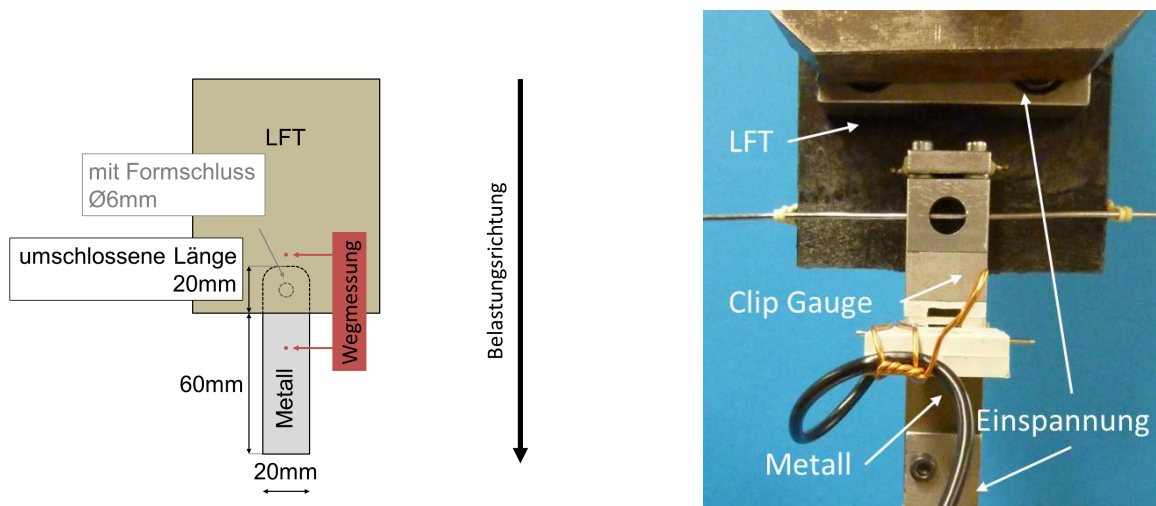 LFT
mit Formschluss
Ø6mm
umschlossene Länge
20mm
Wegmessung
60mm
Metall
20mm
Belastungsrichtung
LFT
Clip Gauge
Einspannung
Metall